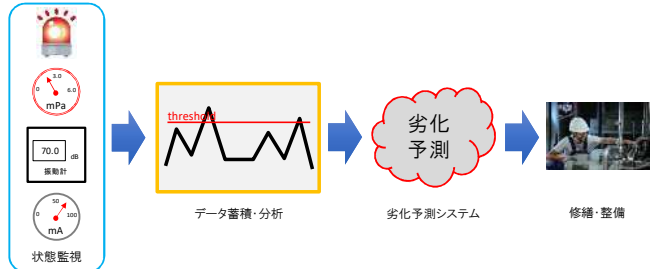 3.0
0
6.0
mPa
70.0
dB
振動計
50
0
100
mA
状態監視
threshold
データ蓄積・分析
劣化
予測
劣化予測システム
修繕・整備